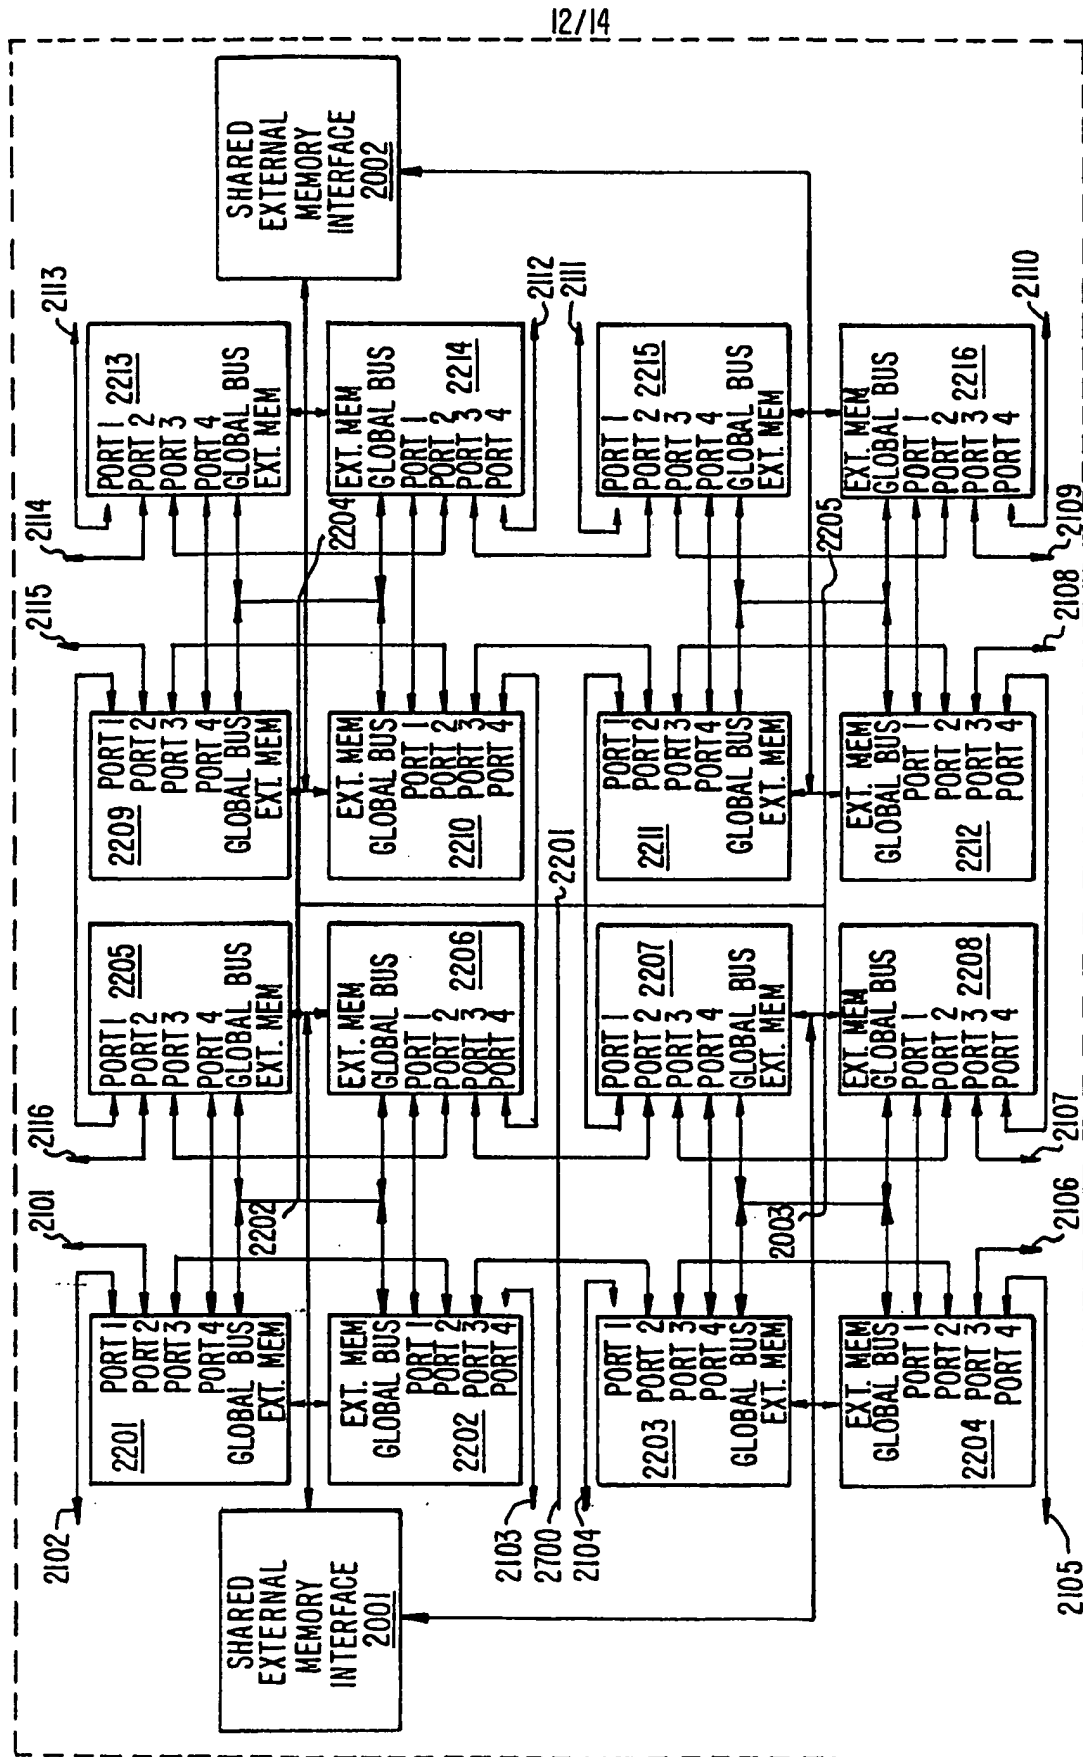 12/14
SHARED
EXTERNAL
MEMORY
INTERFACE
2001
SHARED
EXTERNAL
MEMORY
INTERFACE
2002
2102
2101
2116
2115
2114
2113
2201
PORT 1
PORT 2
PORT 3
PORT 4
GLOBAL BUS
EXT. MEM
2205
PORT 1
PORT 2
PORT 3
PORT 4
GLOBAL BUS
EXT. MEM
2209
PORT 1
PORT 2
PORT 3
PORT 4
GLOBAL BUS
EXT. MEM
2213
PORT 1
PORT 2
PORT 3
PORT 4
GLOBAL BUS
EXT. MEM
2202
2204
EXT. MEM
GLOBAL BUS
PORT 1
PORT 2
PORT 3
PORT 4
2202
EXT. MEM
GLOBAL BUS
PORT 1
PORT 2
PORT 3
PORT 4
2206
EXT. MEM
GLOBAL BUS
PORT 1
PORT 2
PORT 3
PORT 4
2210
EXT. MEM
GLOBAL BUS
PORT 1
PORT 2
PORT 3
PORT 4
2214
2103
2700
2104
2201
2112
2111
PORT 1
PORT 2
PORT 3
PORT 4
GLOBAL BUS
EXT. MEM
2203
PORT 1
PORT 2
PORT 3
PORT 4
GLOBAL BUS
EXT. MEM
2207
PORT 1
PORT 2
PORT 3
PORT 4
GLOBAL BUS
EXT. MEM
2211
PORT 1
PORT 2
PORT 3
PORT 4
GLOBAL BUS
EXT. MEM
2215
2003
2205
EXT. MEM
GLOBAL BUS
PORT 1
PORT 2
PORT 3
PORT 4
2204
EXT. MEM
GLOBAL BUS
PORT 1
PORT 2
PORT 3
PORT 4
2208
EXT. MEM
GLOBAL BUS
PORT 1
PORT 2
PORT 3
PORT 4
2212
EXT. MEM
GLOBAL BUS
PORT 1
PORT 2
PORT 3
PORT 4
2216
2105
2106
2107
2108
2109
2110